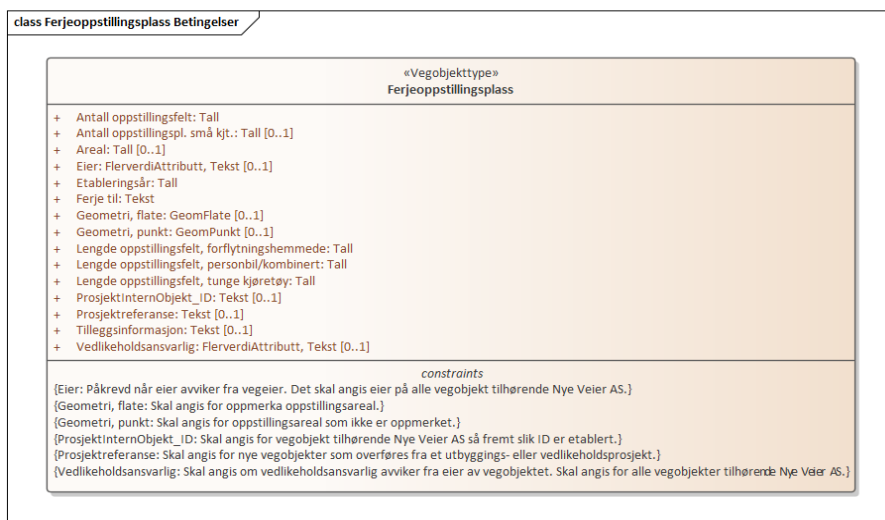 class Ferjeoppstillingsplass Betingelser
«Vegobjekttype»
Ferjeoppstillingsplass
+ Antall oppstillingsfelt: Tall
+ Antall oppstillingspl. små kjt.: Tall [0..1]
+ Areal: Tall [0..1]
+ Eier: FlerverdiAttributt, Tekst [0..1]
+ Etableringsår: Tall
+ Ferje til: Tekst
+ Geometri, flate: GeomFlate [0..1]
+ Geometri, punkt: GeomPunkt [0..1]
+ Lengde oppstillingsfelt, forflytningshemmede: Tall
+ Lengde oppstillingsfelt, personbil/kombinert: Tall
+ Lengde oppstillingsfelt, tunge kjøretøy: Tall
+ ProsjektInternObjekt_ID: Tekst [0..1]
+ Prosjektreferanse: Tekst [0..1]
+ Tilleggsinformasjon: Tekst [0..1]
+ Vedlikeholdsansvarlig: FlerverdiAttributt, Tekst [0..1]
constraints
{Eier: Påkrevd når eier avviker fra vegeier. Det skal angis eier på alle vegobjekt tilhørende Nye Veier AS.}
{Geometri, flate: Skal angis for oppmerka oppstillingsareal.}
{Geometri, punkt: Skal angis for oppstillingsareal som ikke er oppmerket.}
{ProsjektInternObjekt_ID: Skal angis for vegobjekt tilhørende Nye Veier AS så fremt slik ID er etablert.}
{Prosjektreferanse: Skal angis for nye vegobjekter som overføres fra et utbyggings- eller vedlikeholdsprosjekt.}
{Vedlikeholdsansvarlig: Skal angis om vedlikeholdsansvarlig avviker fra eier av vegobjektet. Skal angis for alle vegobjekter tilhørende Nye Veier AS.}